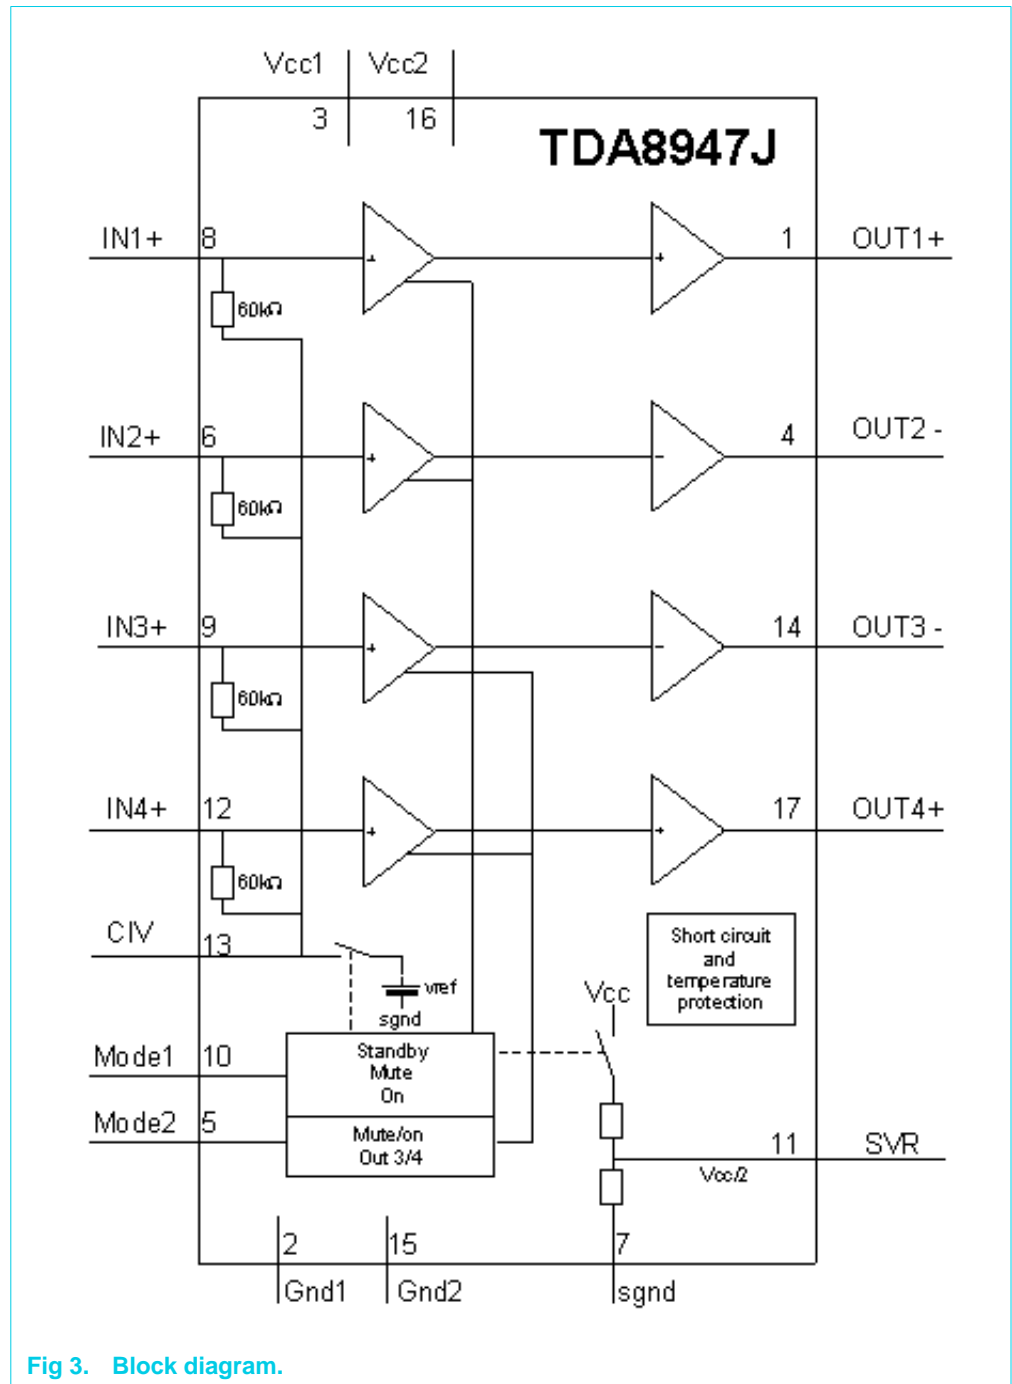 Vcc1 Vcc2
3 16
TDA8947J
IN1+ 8 1 OUT1+
+ +
60kΩ
IN2+ 6 4 OUT2 -
+ -
60kΩ
IN3+ 9 14 OUT3 -
+ -
60kΩ
IN4+ 12 17 OUT4+
+ +
60kΩ
CIV 13
Short circuit
and
temperature
protection
vref
sgnd
Vcc
Mode1 10
Standby
Mute
On
Mode2 5
Mute/on
Out 3/4
11 SVR
Vcc/2
2 15 7
Gnd1 Gnd2 sgnd
Fig 3. Block diagram.